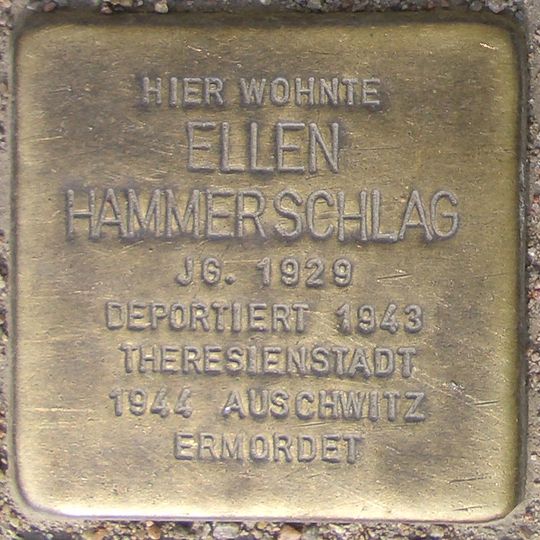 HIER WOHNTE
ELLEN
HAMMERSCHLAG
JG. 1929
DEPORTIERT 1943
THERESIENSTADT
1944 AUSCHWITZ
ERMORDET